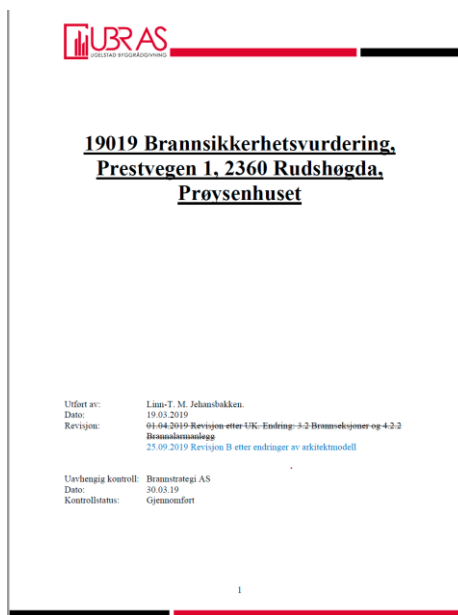 UBR AS
UGELSTAD BYGGRÅDGIVNING
19019 Brannsikkerhetsvurdering,
Prestvegen 1, 2360 Rudshøgda,
Prøysenhuset
Utført av: Linn-T. M. Jehansbakken.
Dato: 19.03.2019
Revisjon: 01.04.2019 Revisjon etter UK. Endring: 3.2 Brannseksjoner og 4.2.2
Brannalarmanlegg
25.09.2019 Revisjon B etter endringer av arkitektmodell
Uavhengig kontroll: Brannstrategi AS
Dato: 30.03.19
Kontrollstatus: Gjennomført
1